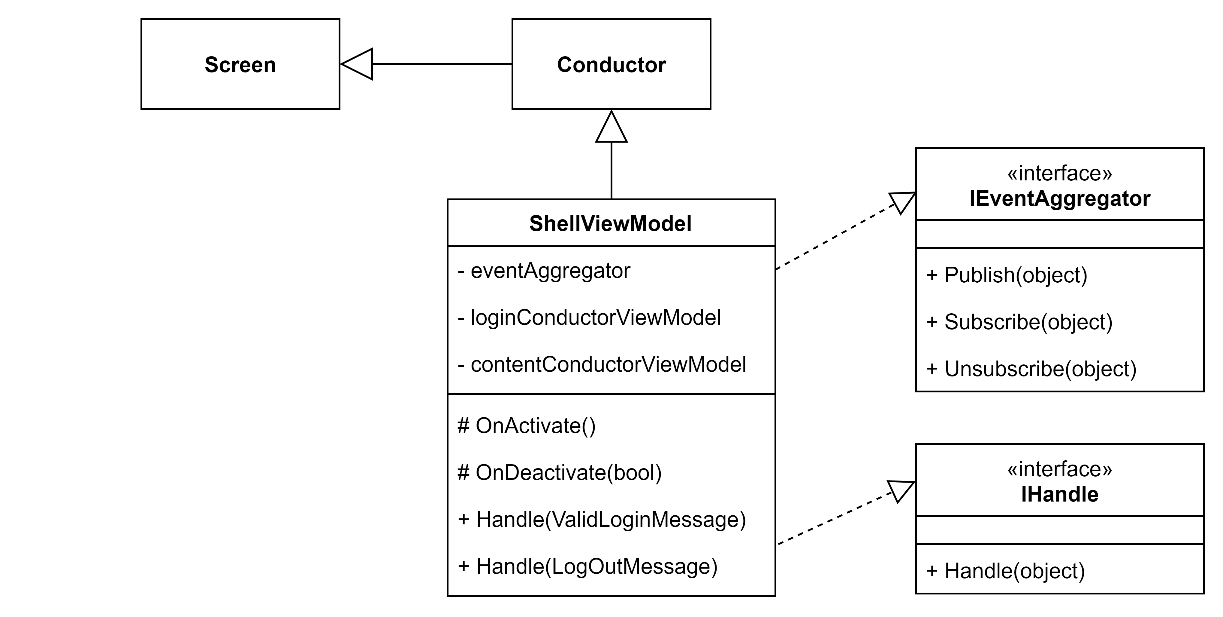 Screen
Conductor
ShellViewModel
- eventAggregator
- loginConductorViewModel
- contentConductorViewModel
# OnActivate()
# OnDeactivate(bool)
+ Handle(ValidLoginMessage)
+ Handle(LogOutMessage)
«interface»
IEventAggregator
+ Publish(object)
+ Subscribe(object)
+ Unsubscribe(object)
«interface»
IHandle
+ Handle(object)